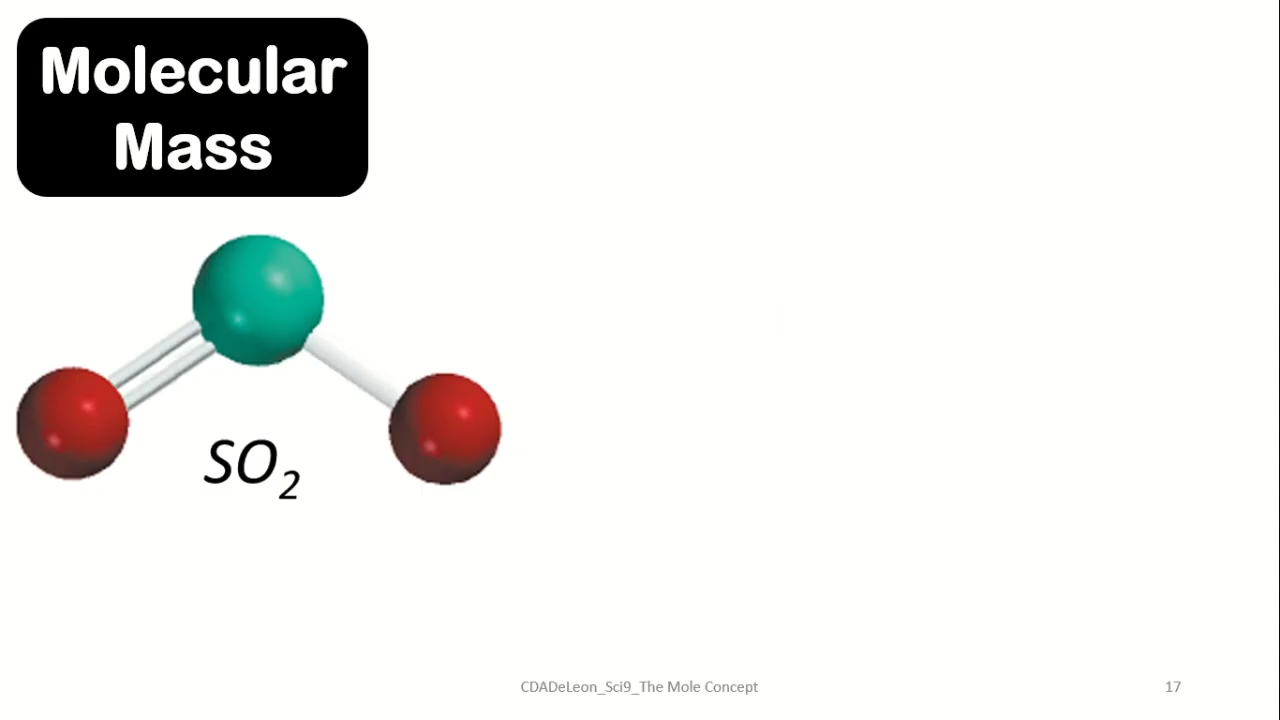 Molecular
Mass
SO₂
CDADeLeon_Sci9_The Mole Concept
17